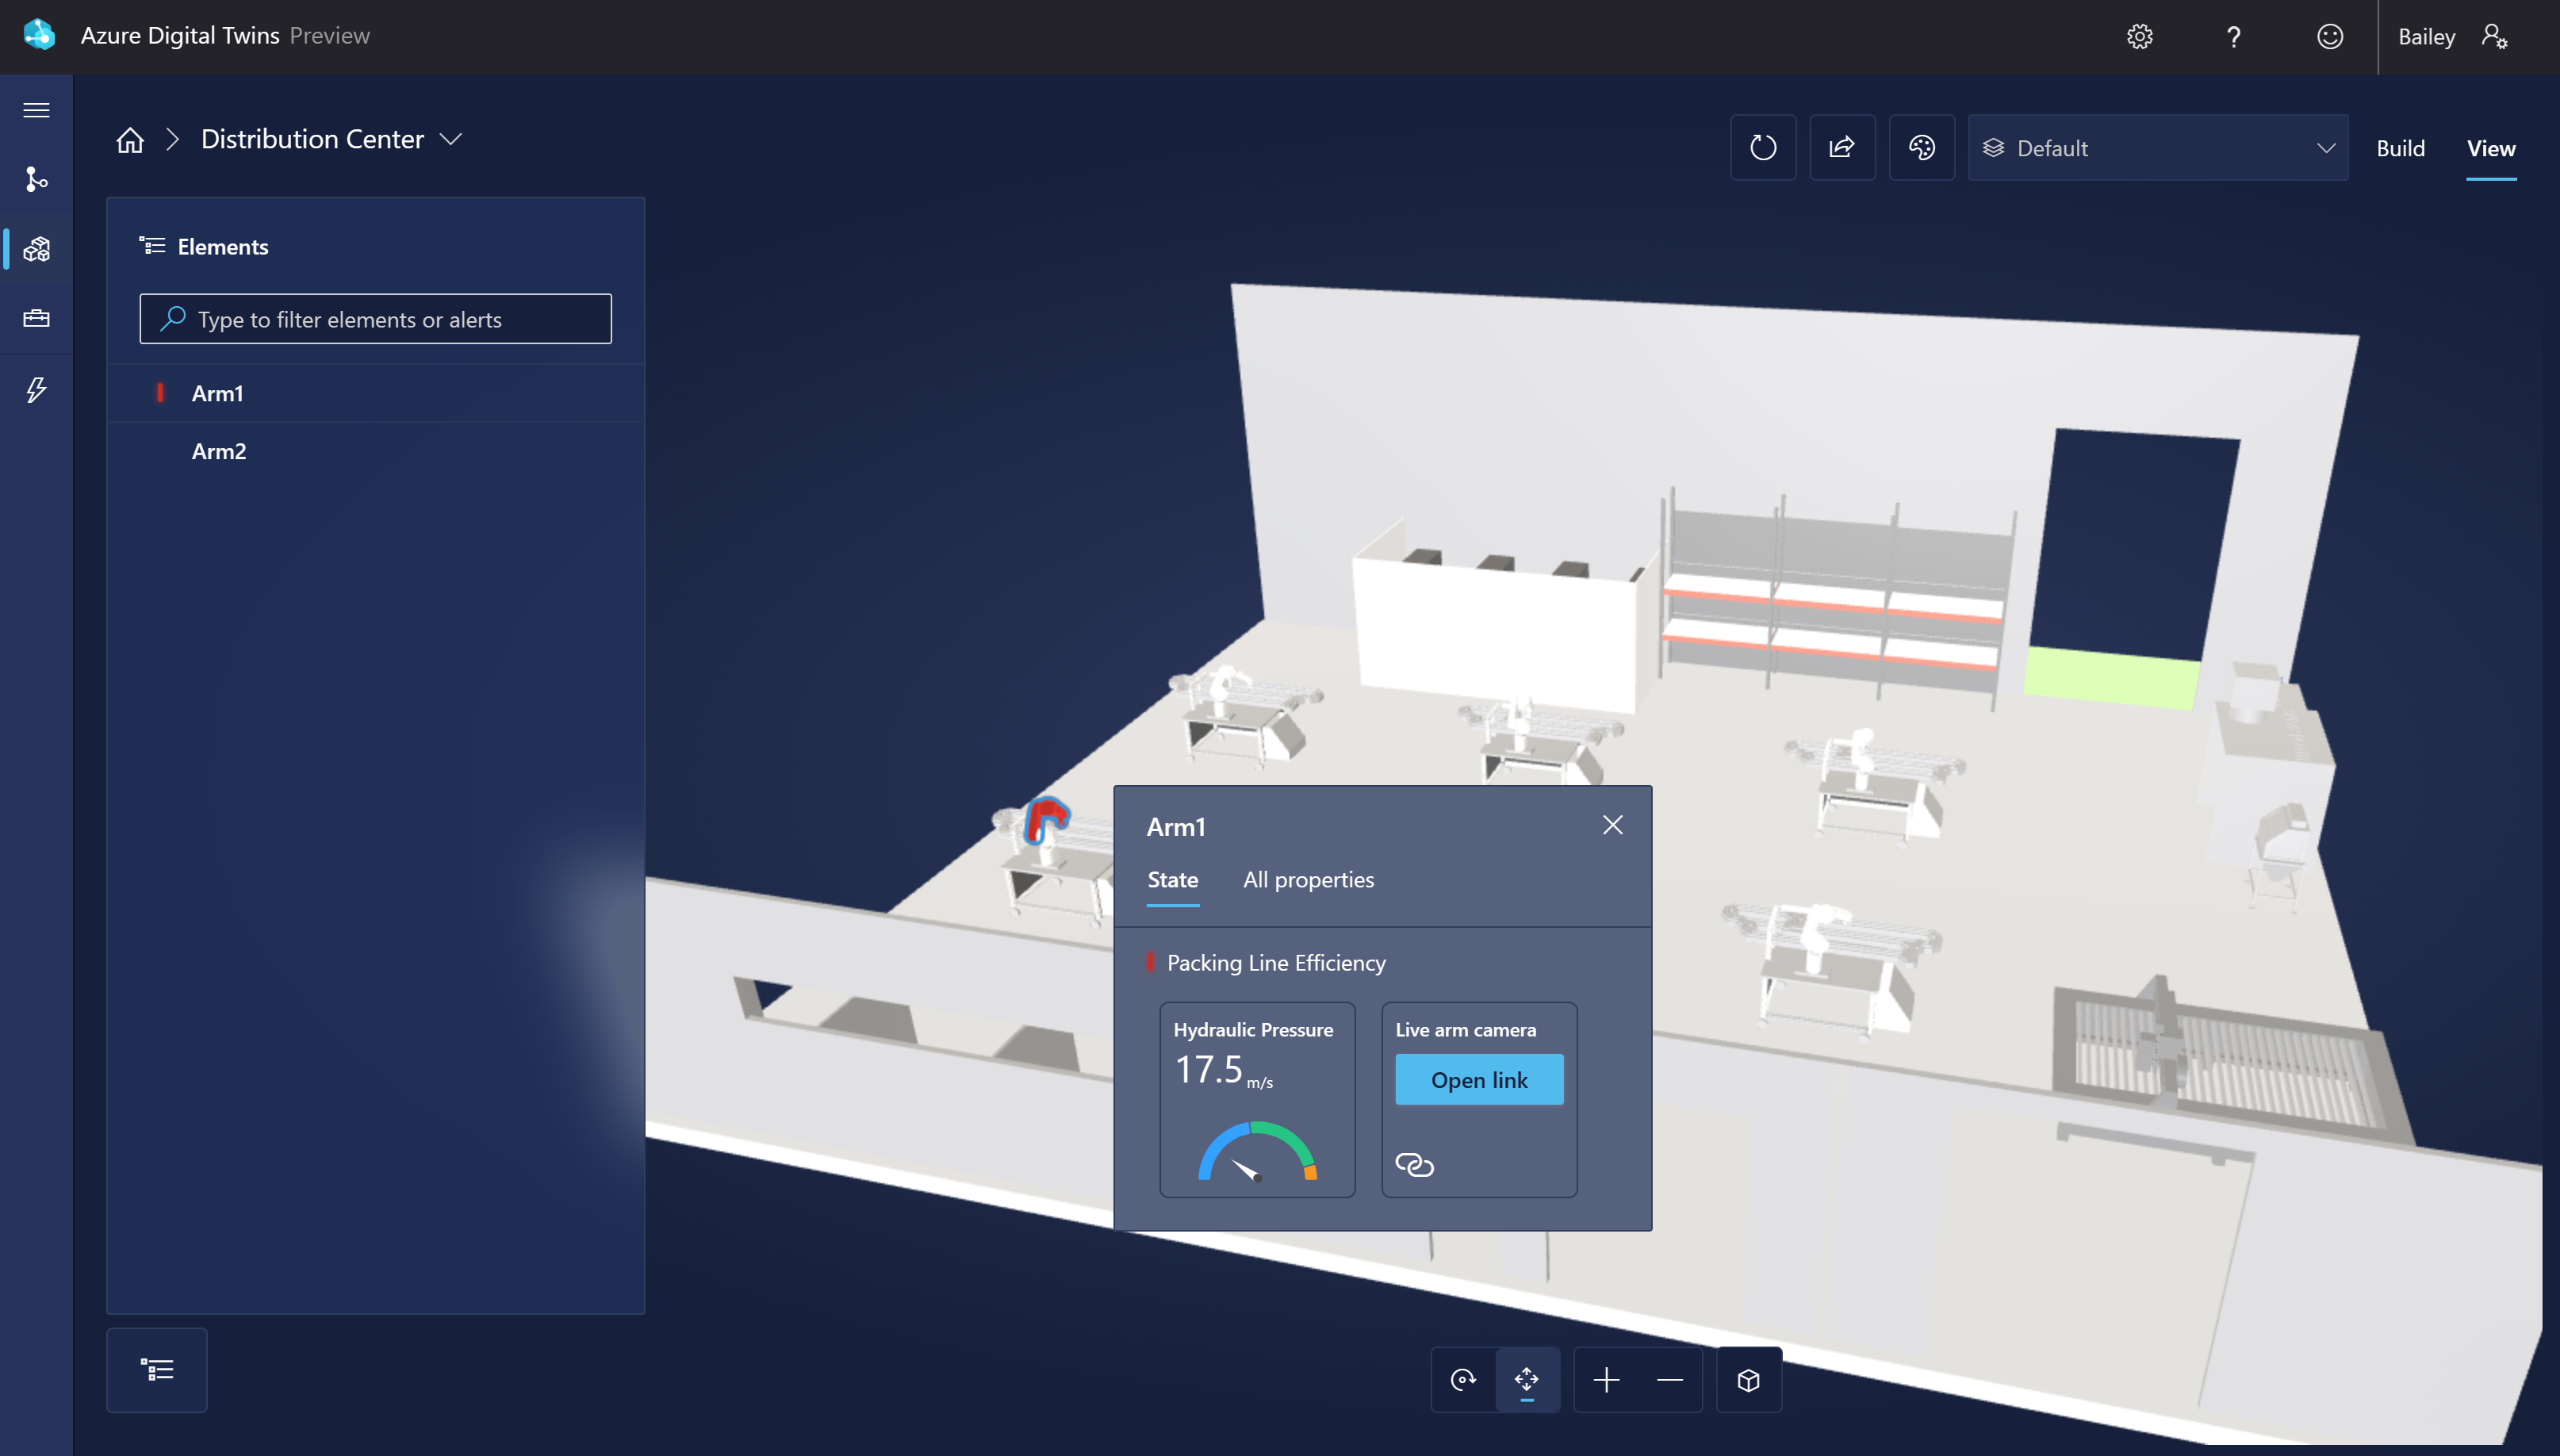 Azure Digital Twins Preview
? Bailey
Distribution Center
Default
Build
View
Elements
Type to filter elements or alerts
Arm1
Arm2
Arm1
State All properties
Packing Line Efficiency
Hydraulic Pressure
17.5 m/s
Live arm camera
Open link